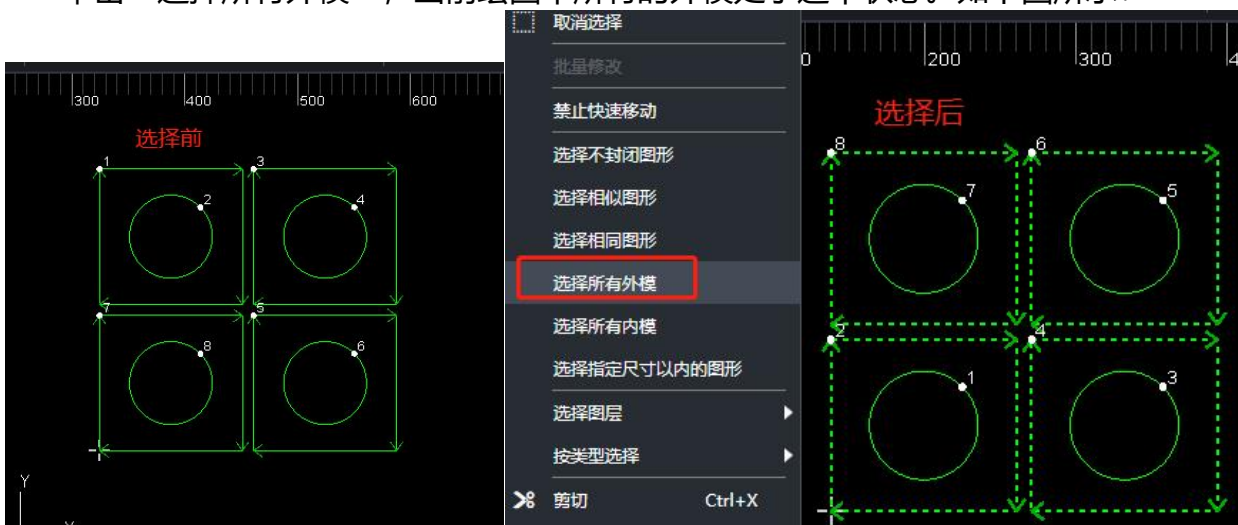 取消选择
批量修改
禁止快速移动
选择不封闭图形
选择相似图形
选择相同图形
选择所有外模
选择所有内模
选择指定尺寸以内的图形
选择图层
按类型选择
剪切 Ctrl+X
300 400 500 600
选择前
1 3
2 4
7 5
8 6
Y
0 200 300 4
选择后
8 6
7 5
2 4
1 3